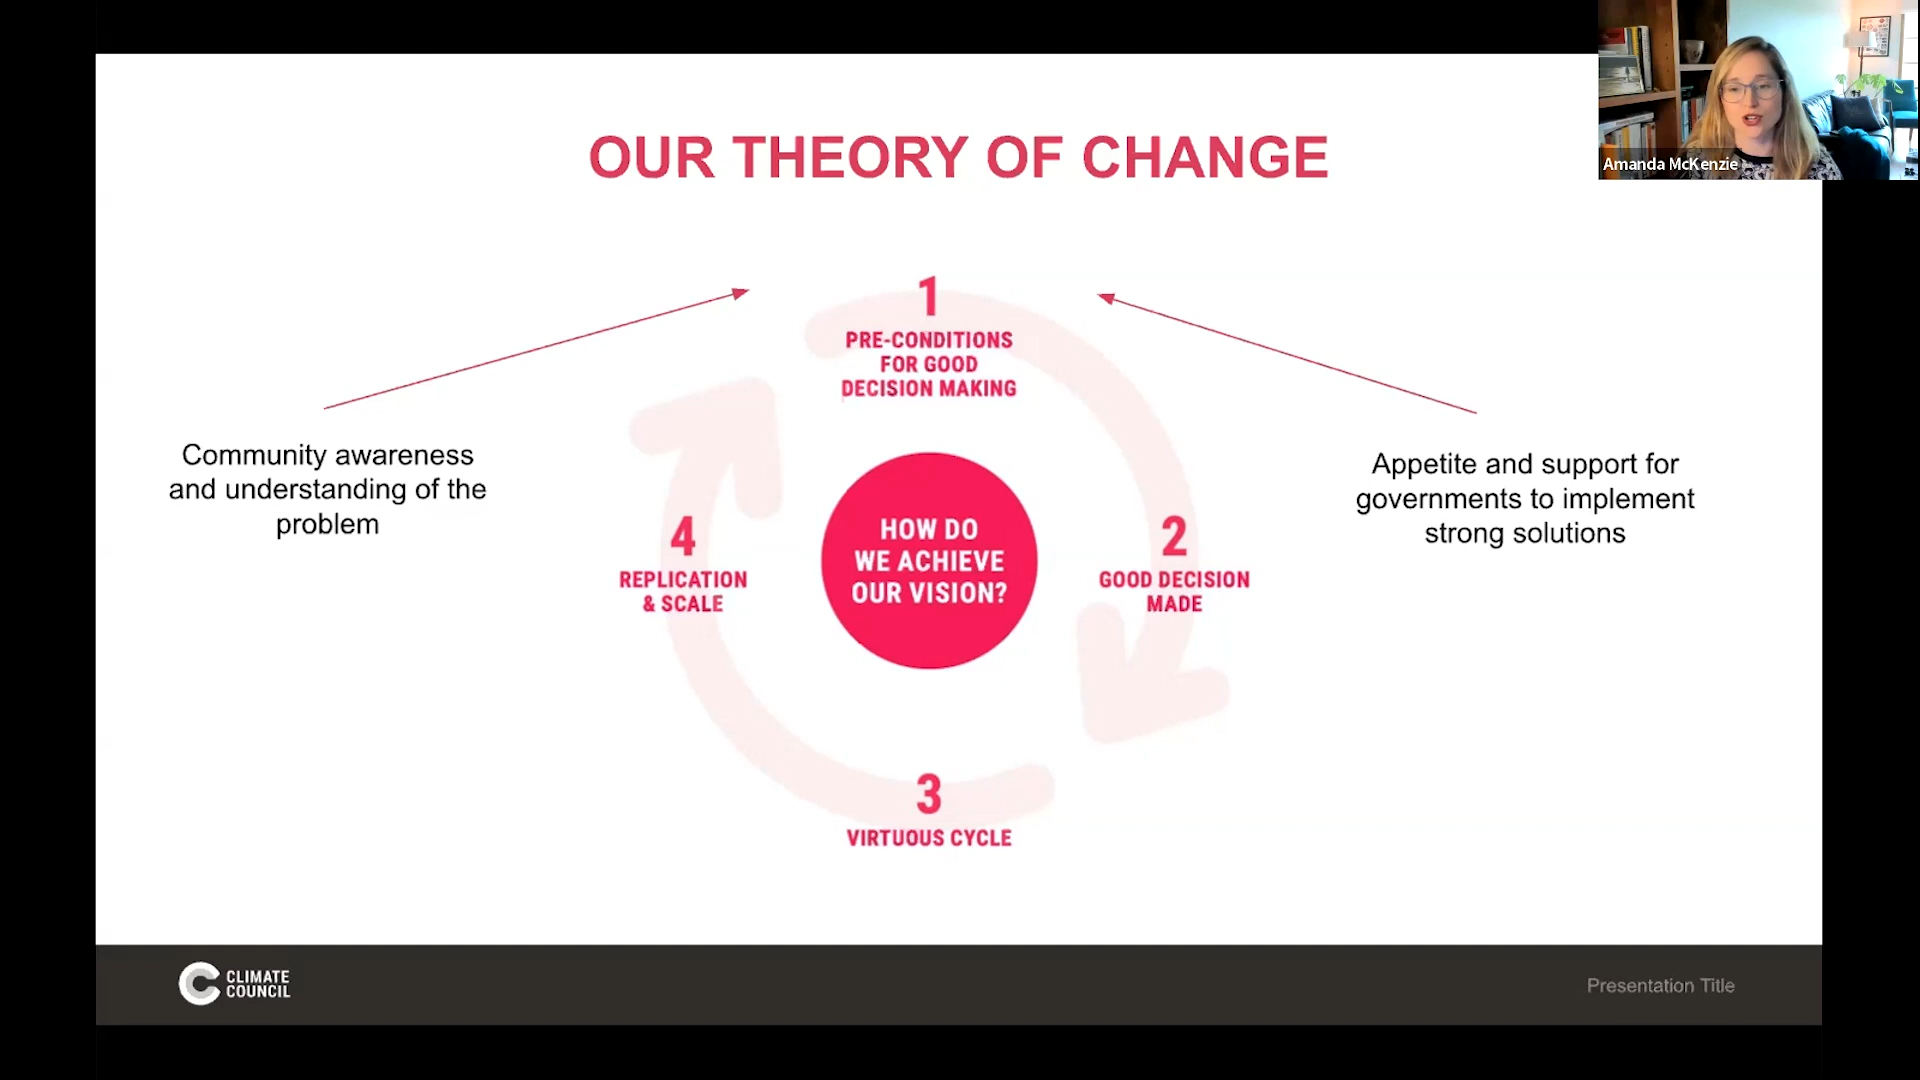 Amanda McKenzie
OUR THEORY OF CHANGE
1
PRE-CONDITIONS
FOR GOOD
DECISION MAKING
Community awareness
and understanding of the
problem
Appetite and support for
governments to implement
strong solutions
HOW DO
WE ACHIEVE
OUR VISION?
2
GOOD DECISION
MADE
3
VIRTUOUS CYCLE
4
REPLICATION
& SCALE
CLIMATE
COUNCIL
Presentation Title